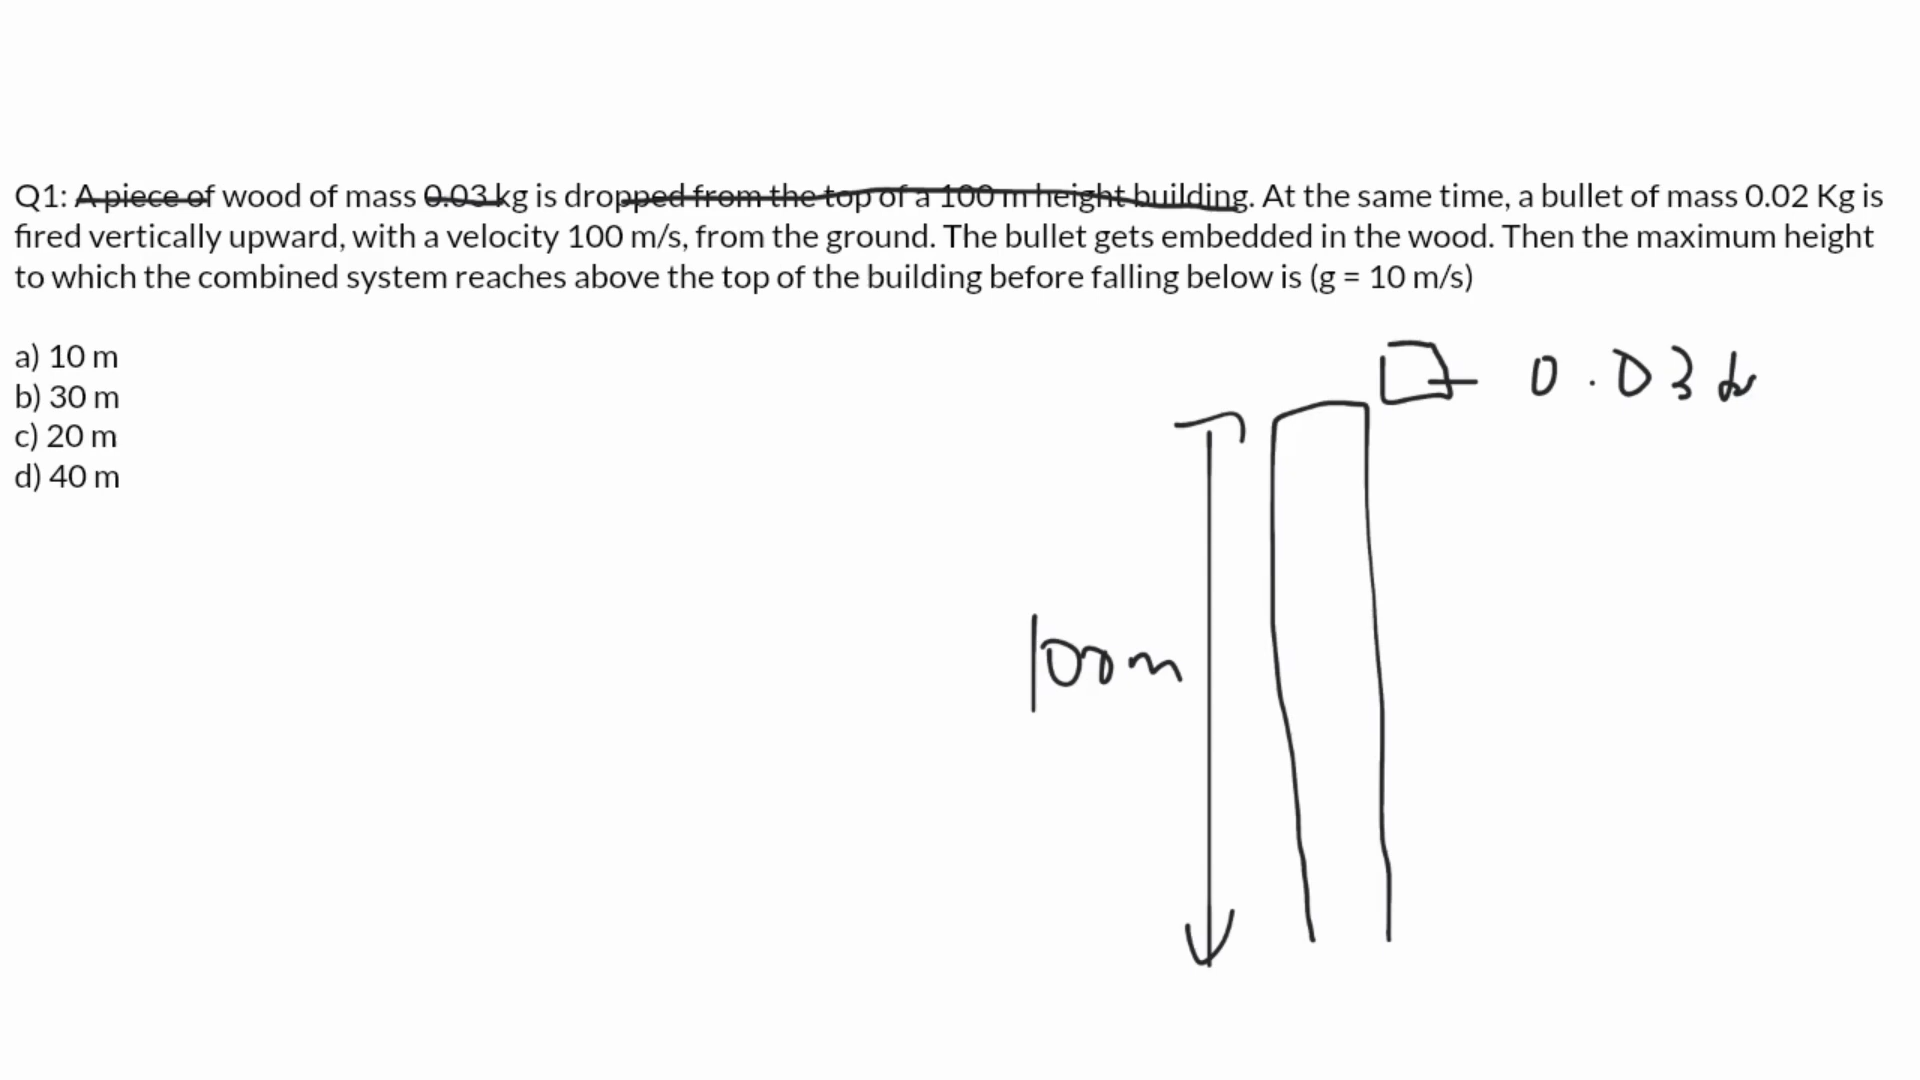 Q1: A piece of wood of mass 0.03 kg is dropped from the top of a 100 m height building. At the same time, a bullet of mass 0.02 Kg is
fired vertically upward, with a velocity 100 m/s, from the ground. The bullet gets embedded in the wood. Then the maximum height
to which the combined system reaches above the top of the building before falling below is (g = 10 m/s)
a) 10 m
b) 30 m
c) 20 m
d) 40 m
0.03
100m